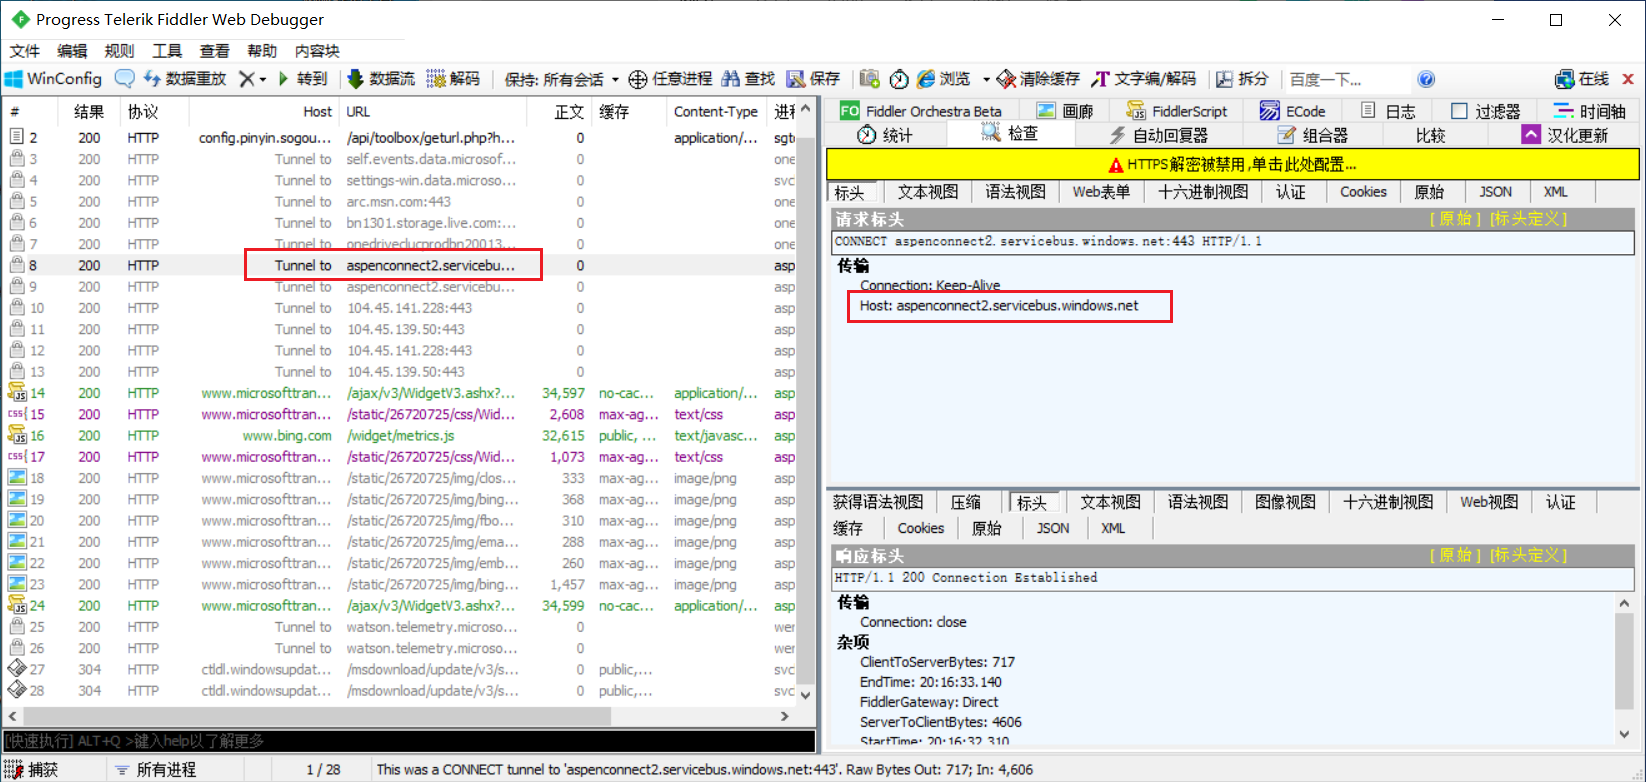 Progress Telerik Fiddler Web Debugger
文件 编辑 规则 工具 查看 帮助 内容块
WinConfig 数据重放 转到 数据流 解码 保持: 所有会话 任意进程 查找 保存 浏览 清除缓存 文字编/解码 拆分 百度一下... 在线
# 结果 协议 Host URL 正文 缓存 Content-Type 进程
2 200 HTTP config.pinyin.sogou... /api/toolbox/geturl.php?h... 0 application/... sgt
3 200 HTTP Tunnel to self.events.data.microsof... 0 one
4 200 HTTP Tunnel to settings-win.data.microso... 0 svc
5 200 HTTP Tunnel to arc.msn.com:443 0 one
6 200 HTTP Tunnel to bn1301.storage.live.com:... 0 one
7 200 HTTP Tunnel to onedriveclucprodbn20013... 0 one
8 200 HTTP Tunnel to aspenconnect2.servicebu... 0 asp
9 200 HTTP Tunnel to aspenconnect2.servicebu... 0 asp
10 200 HTTP Tunnel to 104.45.141.228:443 0 asp
11 200 HTTP Tunnel to 104.45.139.50:443 0 asp
12 200 HTTP Tunnel to 104.45.141.228:443 0 asp
13 200 HTTP Tunnel to 104.45.139.50:443 0 asp
14 200 HTTP www.microsofttran... /ajax/v3/WidgetV3.ashx?... 34,597 no-cac... application/... asp
15 200 HTTP www.microsofttran... /static/26720725/css/Wid... 2,608 max-ag... text/css asp
16 200 HTTP www.bing.com /widget/metrics.js 32,615 public, ... text/javasc... asp
17 200 HTTP www.microsofttran... /static/26720725/css/Wid... 1,073 max-ag... text/css asp
18 200 HTTP www.microsofttran... /static/26720725/img/clos... 333 max-ag... image/png asp
19 200 HTTP www.microsofttran... /static/26720725/img/bing... 368 max-ag... image/png asp
20 200 HTTP www.microsofttran... /static/26720725/img/fbo... 310 max-ag... image/png asp
21 200 HTTP www.microsofttran... /static/26720725/img/ema... 288 max-ag... image/png asp
22 200 HTTP www.microsofttran... /static/26720725/img/emb... 260 max-ag... image/png asp
23 200 HTTP www.microsofttran... /static/26720725/img/bing... 1,457 max-ag... image/png asp
24 200 HTTP www.microsofttran... /ajax/v3/WidgetV3.ashx?... 34,599 no-cac... application/... asp
25 200 HTTP Tunnel to watson.telemetry.microso... 0 wer
26 200 HTTP Tunnel to watson.telemetry.microso... 0 wer
27 304 HTTP ctldl.windowsupdat... /msdownload/update/v3/s... 0 public,... svc
28 304 HTTP ctldl.windowsupdat... /msdownload/update/v3/s... 0 public,... svc
[快速执行] ALT+Q >键入help以了解更多
捕获 所有进程 1 / 28 This was a CONNECT tunnel to 'aspenconnect2.servicebus.windows.net:443'. Raw Bytes Out: 717; In: 4,606
FO Fiddler Orchestra Beta 画廊 FiddlerScript ECode 日志 过滤器 时间轴
统计 检查 自动回复器 组合器 比较 汉化更新
HTTPS解密被禁用,单击此处配置...
标头 文本视图 语法视图 Web表单 十六进制视图 认证 Cookies 原始 JSON XML
请求标头 [ 原始 ] [标头定义]
CONNECT aspenconnect2.servicebus.windows.net:443 HTTP/1.1
传输
Connection: Keep-Alive
Host: aspenconnect2.servicebus.windows.net
获得语法视图 压缩 标头 文本视图 语法视图 图像视图 十六进制视图 Web视图 认证
缓存 Cookies 原始 JSON XML
响应标头 [ 原始 ] [标头定义]
HTTP/1.1 200 Connection Established
传输
Connection: close
杂项
ClientToServerBytes: 717
EndTime: 20:16:33.140
FiddlerGateway: Direct
ServerToClientBytes: 4606
StartTime: 20:16:32.310